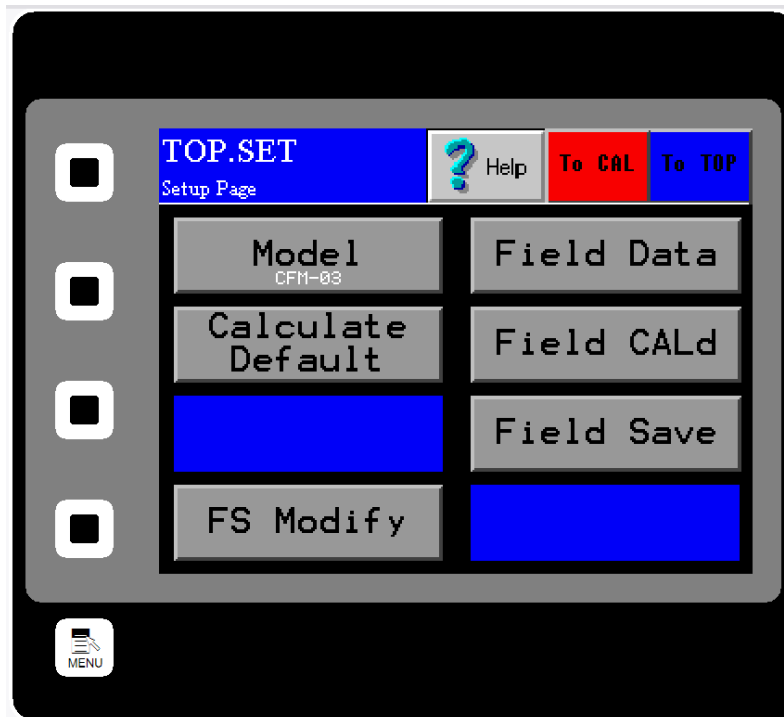 TOP.SET
Setup Page
? Help
To CAL
To TOP
Model
CFM-03
Field Data
Calculate
Default
Field CALd
Field Save
FS Modify
MENU